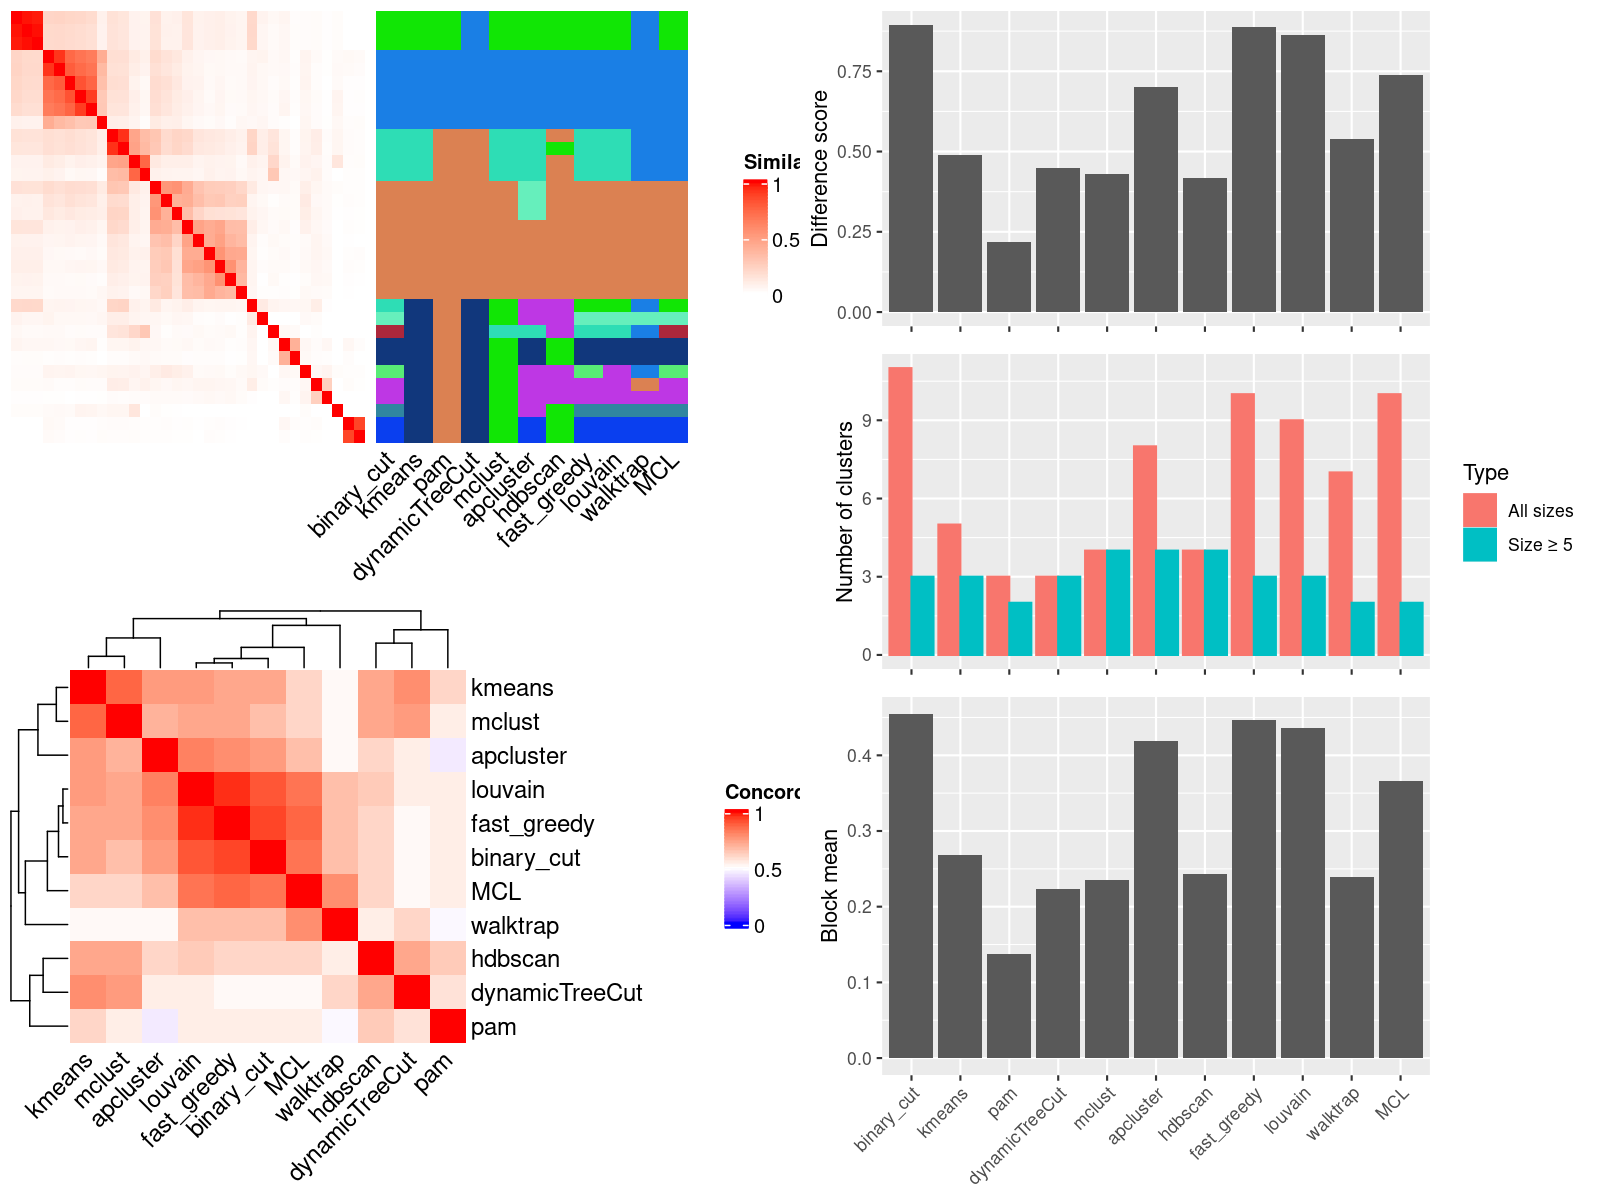 Simila
1
0.5
0
binary_cut
kmeans
pam
dynamicTreeCut
mclust
apcluster
hdbscan
fast_greedy
louvain
walktrap
MCL
kmeans
mclust
apcluster
louvain
fast_greedy
binary_cut
MCL
walktrap
hdbscan
dynamicTreeCut
pam
Concord
1
0.5
0
kmeans
mclust
apcluster
louvain
fast_greedy
binary_cut
MCL
walktrap
hdbscan
dynamicTreeCut
pam
Difference score
0.75
0.50
0.25
0.00
Number of clusters
9
6
3
0
Type
All sizes
Size ≥ 5
Block mean
0.4
0.3
0.2
0.1
0.0
binary_cut
kmeans
pam
dynamicTreeCut
mclust
apcluster
hdbscan
fast_greedy
louvain
walktrap
MCL